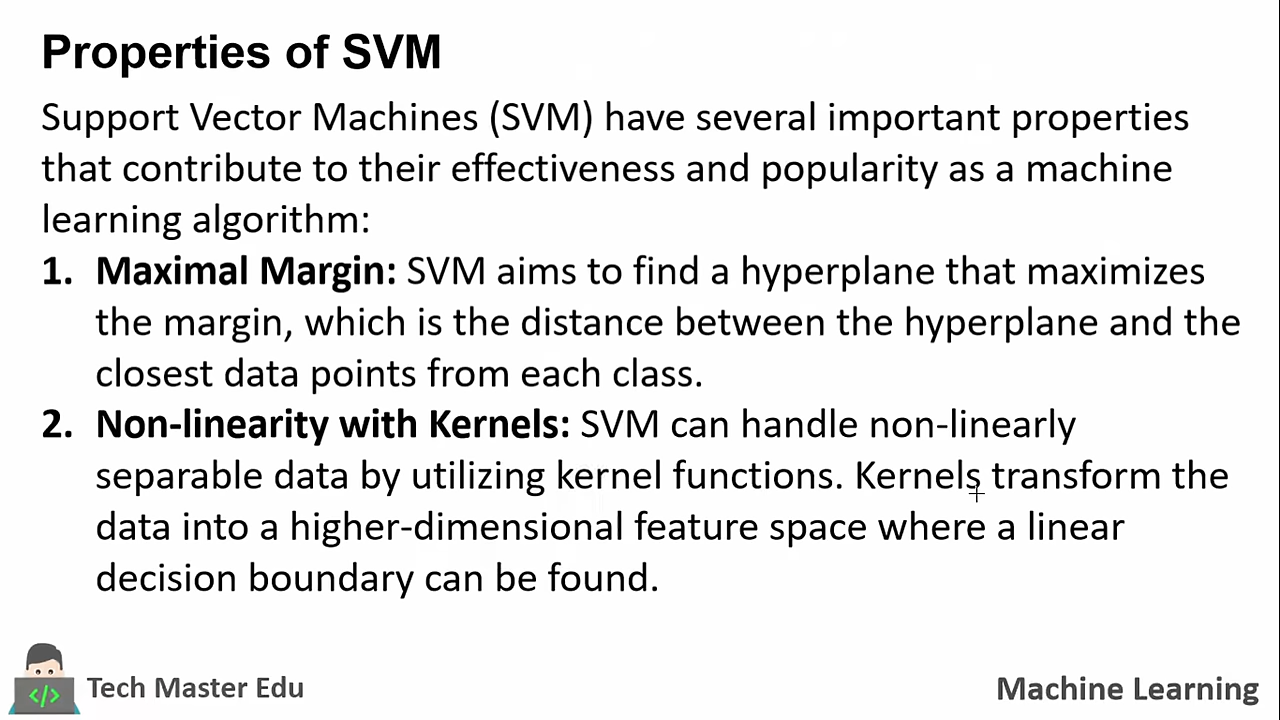 Properties of SVM
Support Vector Machines (SVM) have several important properties
that contribute to their effectiveness and popularity as a machine
learning algorithm:
1. Maximal Margin: SVM aims to find a hyperplane that maximizes
the margin, which is the distance between the hyperplane and the
closest data points from each class.
2. Non-linearity with Kernels: SVM can handle non-linearly
separable data by utilizing kernel functions. Kernels transform the
data into a higher-dimensional feature space where a linear
decision boundary can be found.
</> Tech Master Edu
Machine Learning